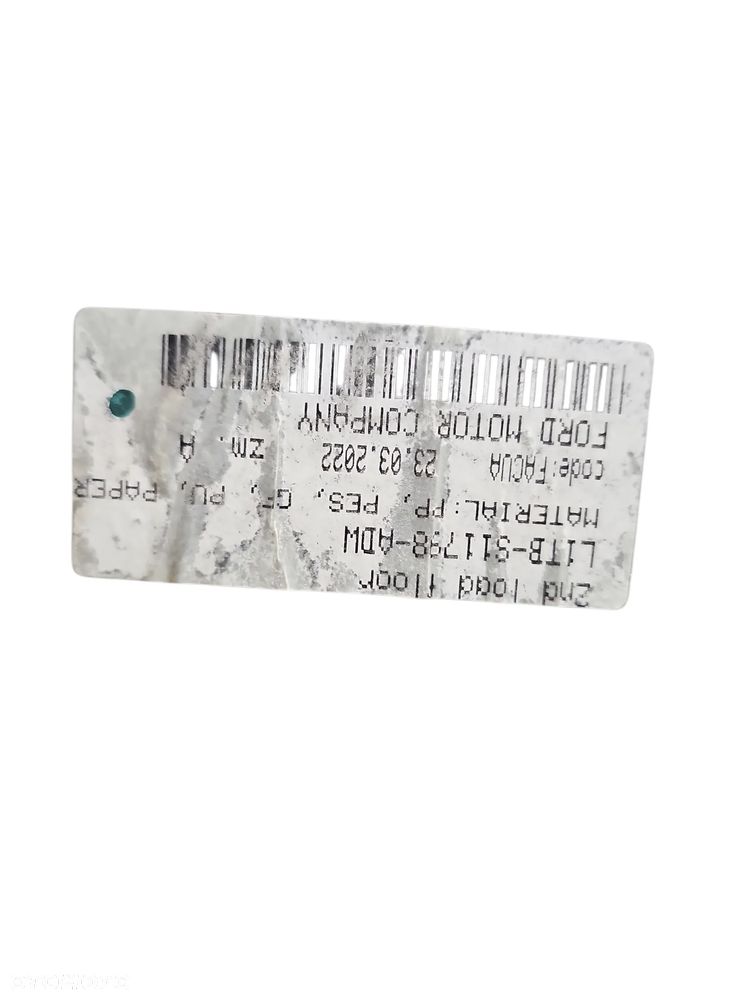 2nd load floor
L1TB-S11798-ADW
MATERIAL:PP, PES, GF, PU, PAPER
code:FACUA 23.03.2022 zm. A
FORD MOTOR COMPANY